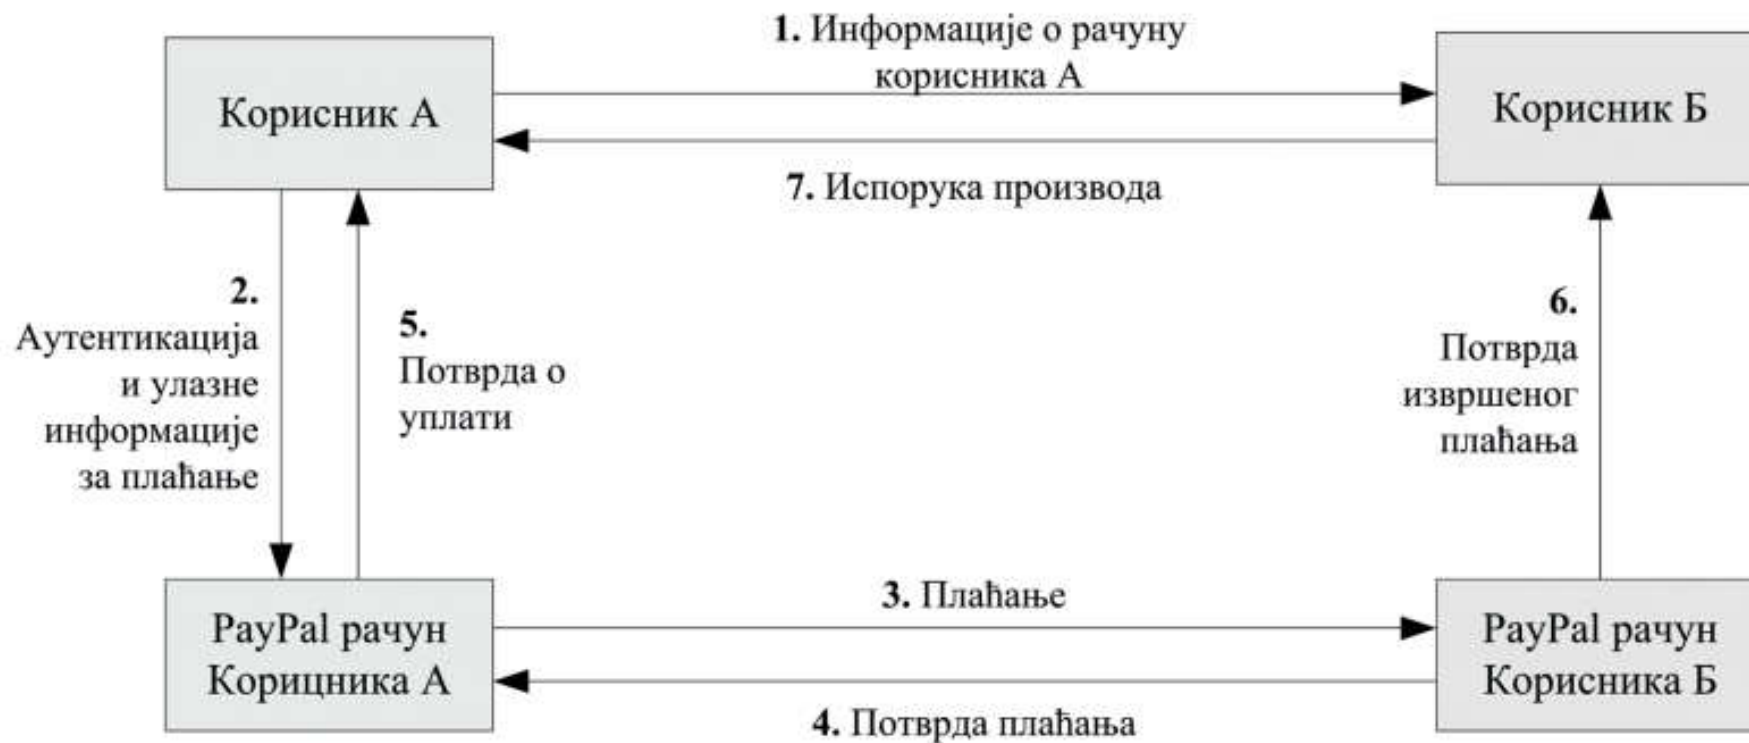 1. Информације о рачуну
корисника А
Корисник А
Корисник Б
7. Испорука производа
2.
Аутентикација
и улазне
информације
за плаћање
5.
Потврда о
уплати
6.
Потврда
извршеног
плаћања
3. Плаћање
PayPal рачун
Корицника А
PayPal рачун
Корисника Б
4. Потврда плаћања